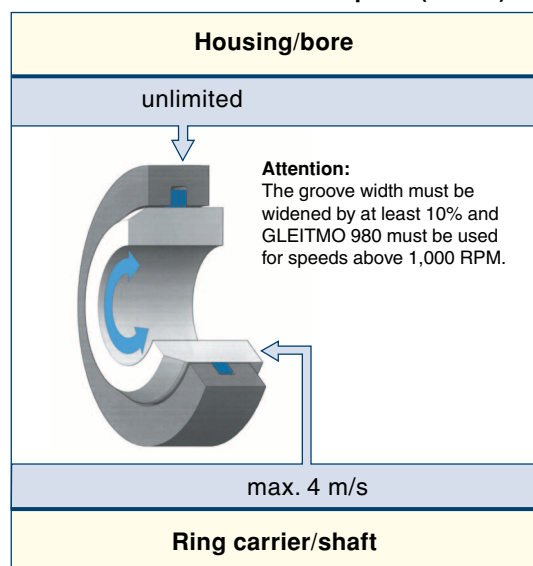 Housing/bore
unlimited
Attention:
The groove width must be
widened by at least 10% and
GLEITMO 980 must be used
for speeds above 1,000 RPM.
max. 4 m/s
Ring carrier/shaft